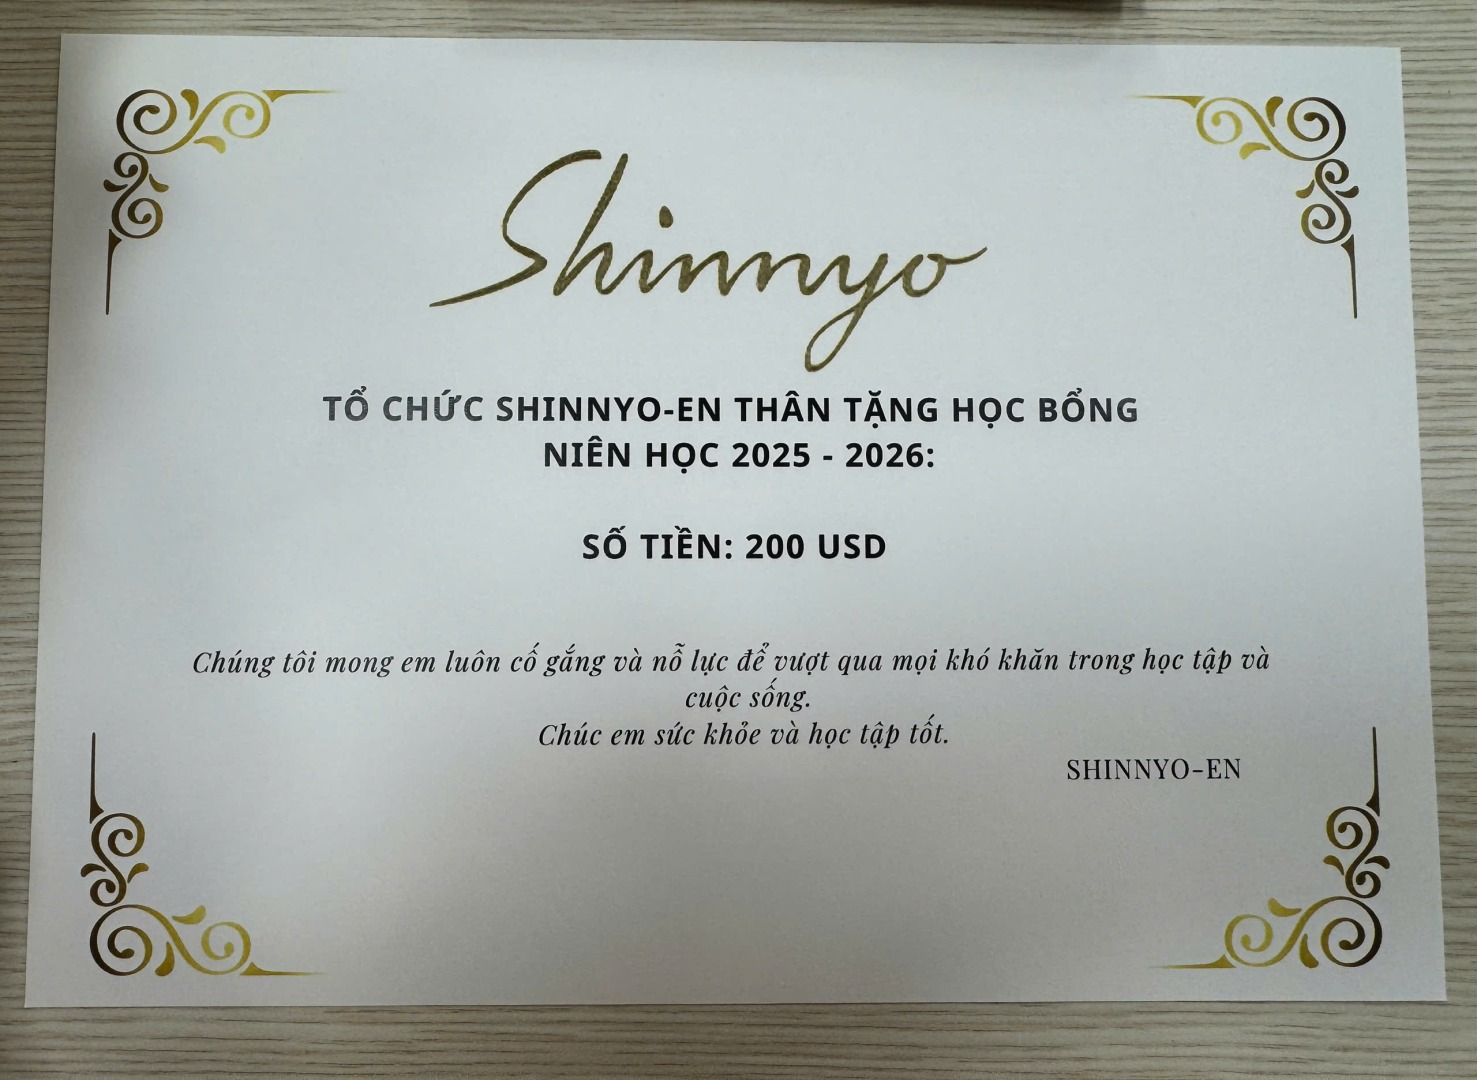 Shinnyo
TỔ CHỨC SHINNYO-EN THÂN TẶNG HỌC BỔNG
NIÊN HỌC 2025 - 2026:
SỐ TIỀN: 200 USD
Chúng tôi mong em luôn cố gắng và nỗ lực để vượt qua mọi khó khăn trong học tập và
cuộc sống.
Chúc em sức khỏe và học tập tốt.
SHINNYO-EN